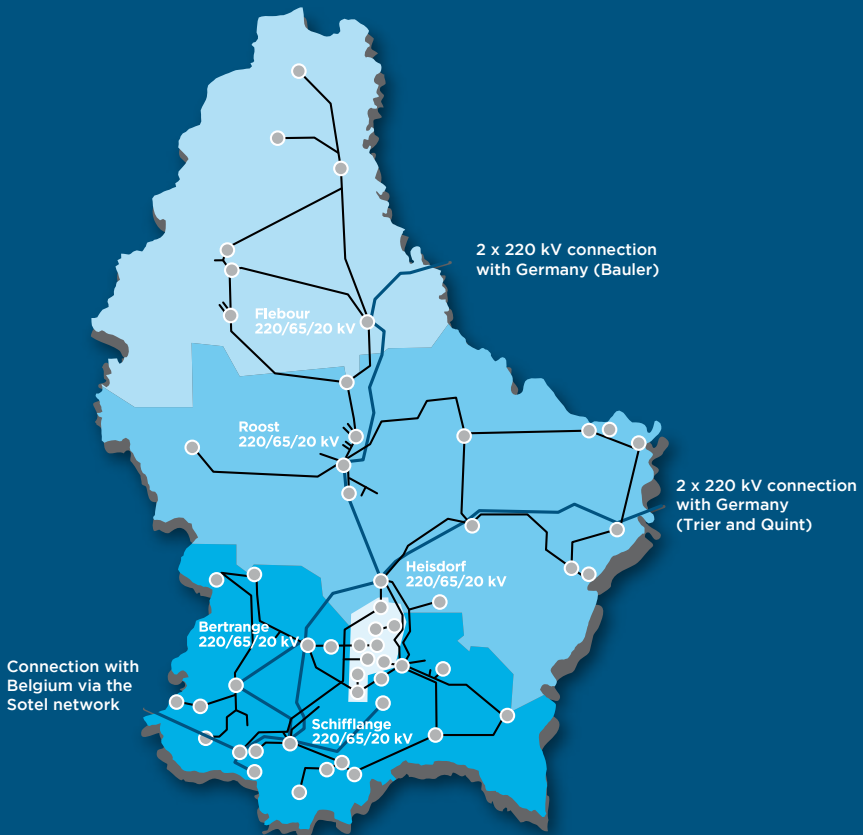 2 x 220 kV connection
with Germany (Bauler)
Flebour
220/65/20 kV
Roost
220/65/20 kV
2 x 220 kV connection
with Germany
(Trier and Quint)
Heisdorf
220/65/20 kV
Bertrange
220/65/20 kV
Connection with
Belgium via the
Sotel network
Schifflange
220/65/20 kV